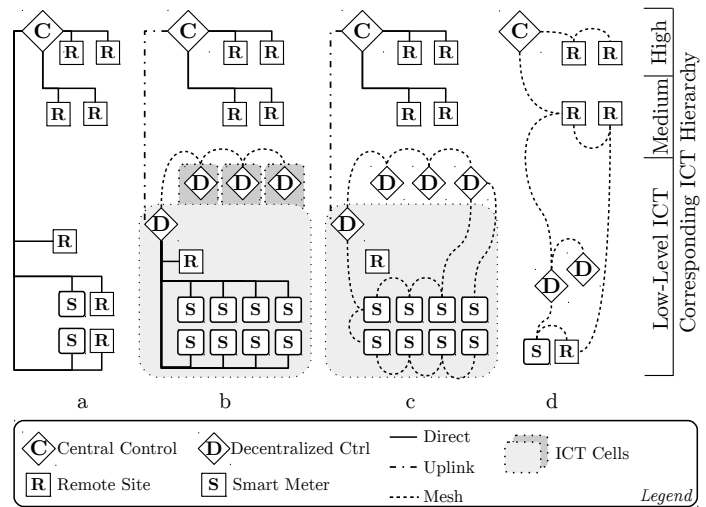 C R R R R R S R S R
a
C R R R R D D D D R S S S S S S S S
b
C R R R R D D D D R S S S S S S S S
c
C R R R R D D S R
d
High
Medium
Low-Level ICT
Corresponding ICT Hierarchy
C Central Control
D Decentralized Ctrl
R Remote Site
S Smart Meter
Direct
Uplink
Mesh
ICT Cells
Legend